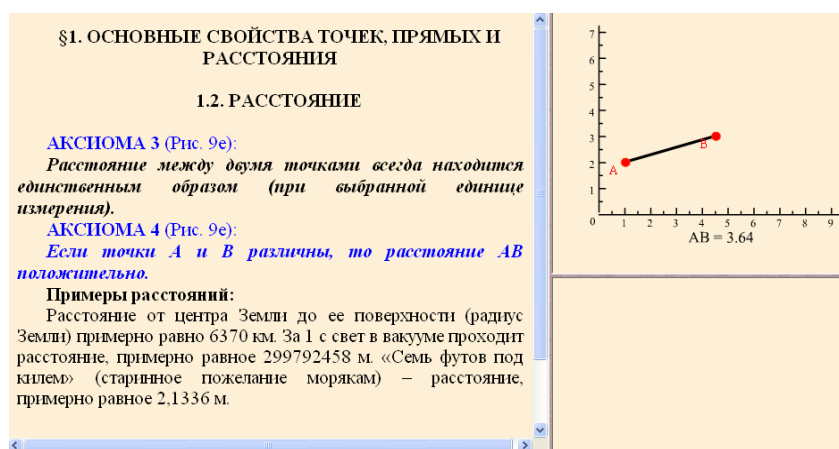 §1. ОСНОВНЫЕ СВОЙСТВА ТОЧЕК, ПРЯМЫХ И
РАССТОЯНИЯ
1.2. РАССТОЯНИЕ
АКСИОМА 3 (Рис. 9е):
Расстояние между двумя точками всегда находится
единственным образом (при выбранной единице
измерения).
АКСИОМА 4 (Рис. 9е):
Если точки А и В различны, то расстояние АВ
положительно.
Примеры расстояний:
Расстояние от центра Земли до ее поверхности (радиус
Земли) примерно равно 6370 км. За 1 с свет в вакууме проходит
расстояние, примерно равное 299792458 м. «Семь футов под
килем» (старинное пожелание морякам) – расстояние,
примерно равное 2,1336 м.
7
6
5
4
3
2
1
A
B
0 1 2 3 4 5 6 7 8 9
AB = 3.64